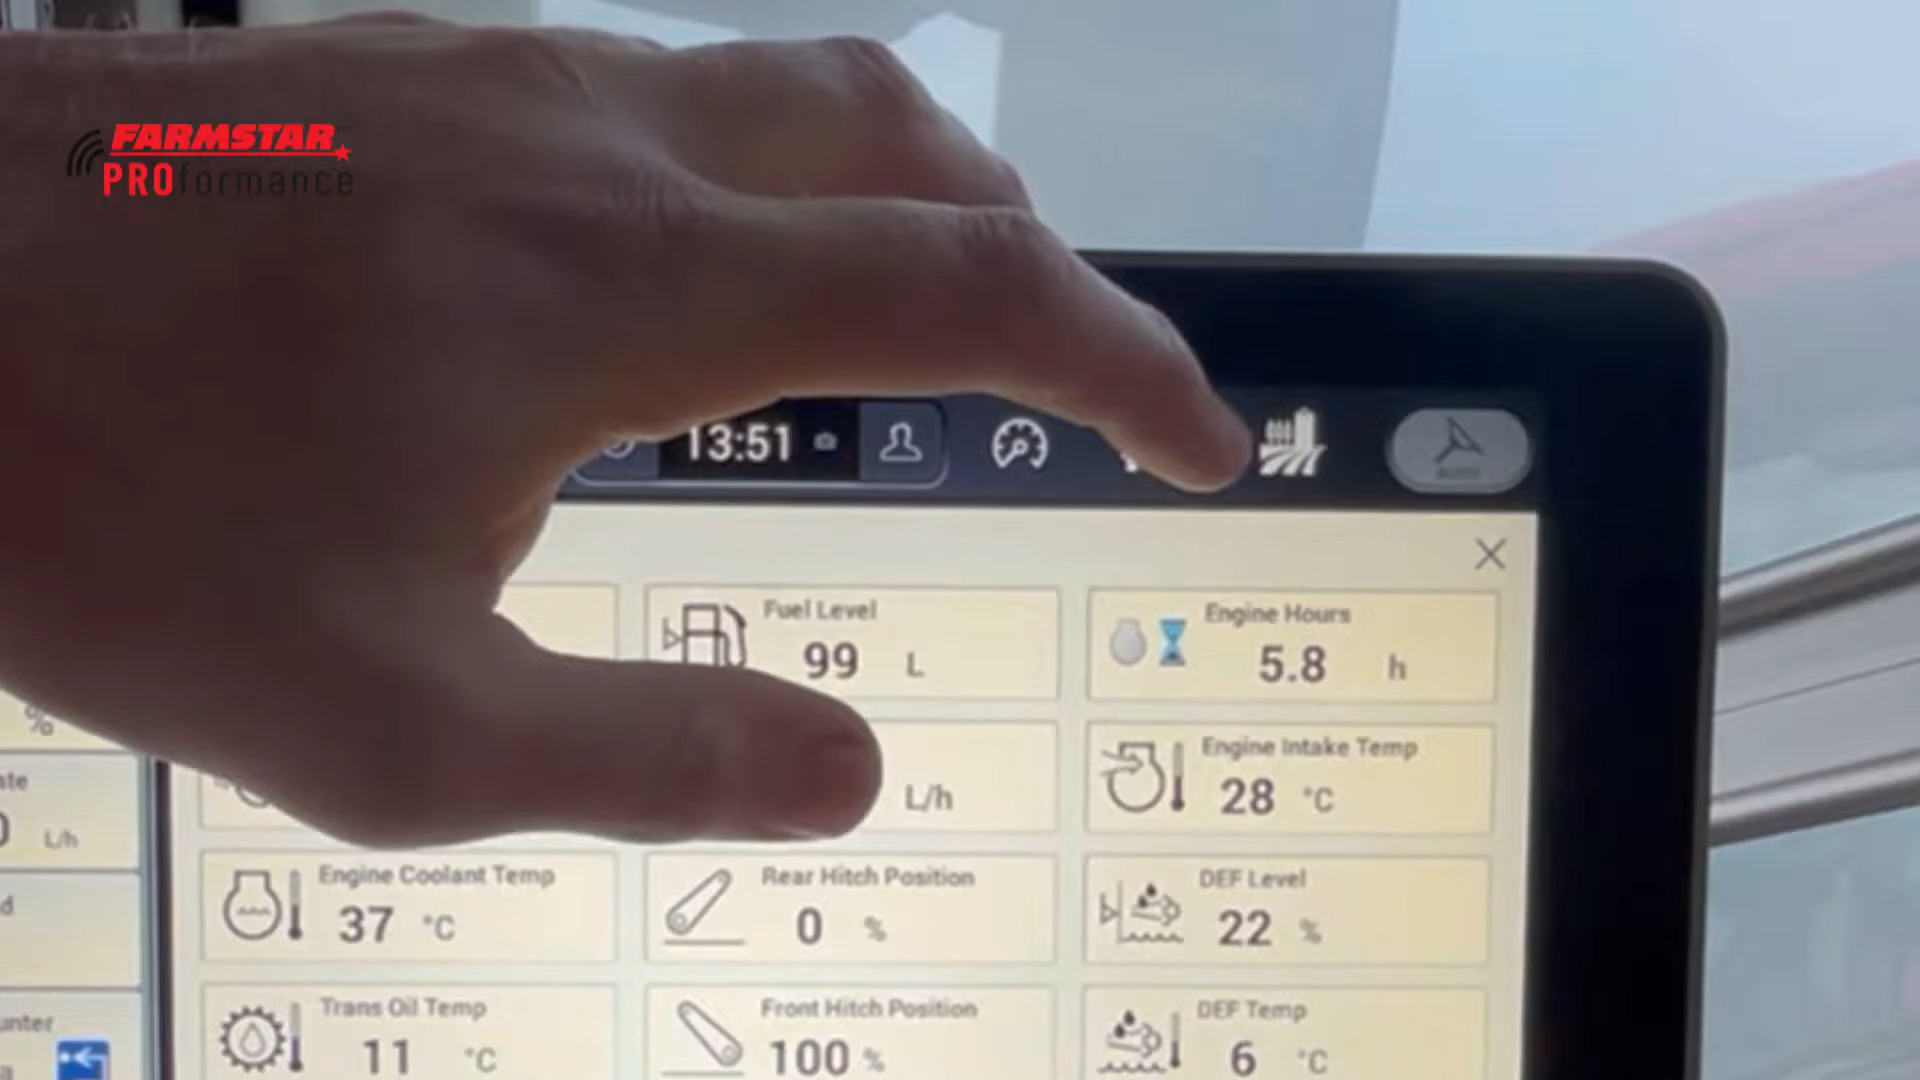 FARMSTAR
PROformance
13:51
AUTO
Fuel Level
99 L
Engine Hours
5.8 h
%
L/h
Engine Intake Temp
28 °C
L/h
Engine Coolant Temp
37 °C
Rear Hitch Position
0 %
DEF Level
22 %
Trans Oil Temp
11 °C
Front Hitch Position
100 %
DEF Temp
6 °C